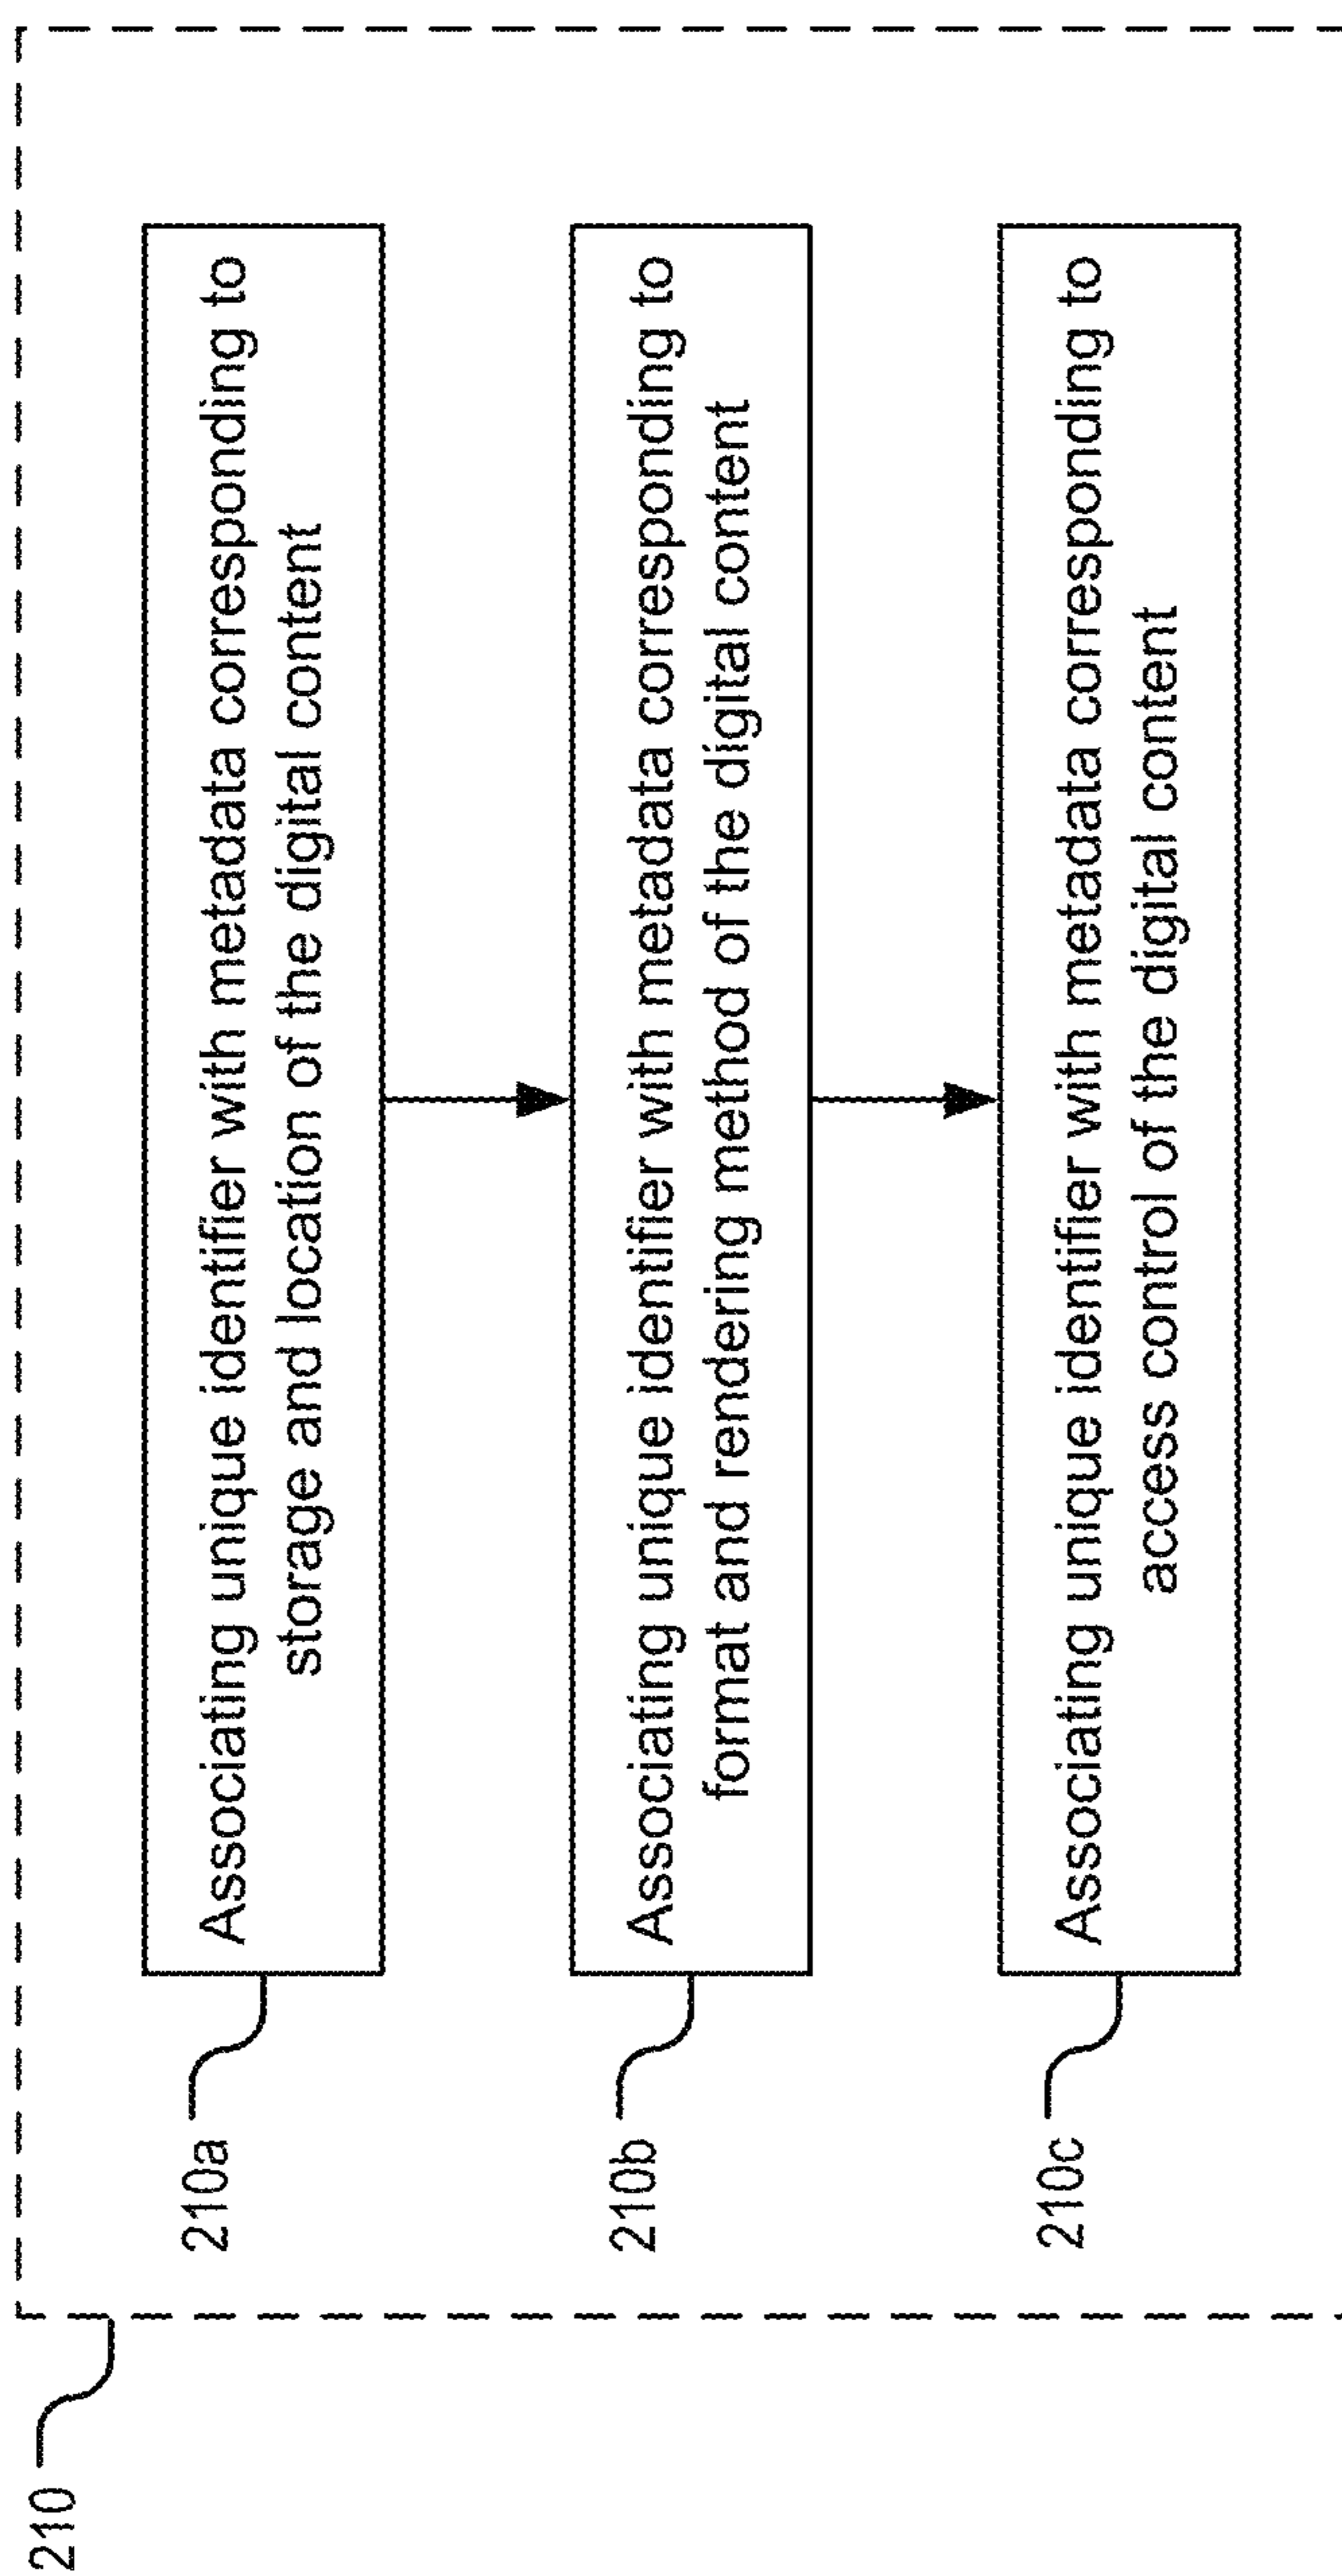 210
210a
Associating unique identifier with metadata corresponding to
storage and location of the digital content
210b
Associating unique identifier with metadata corresponding to
format and rendering method of the digital content
210c
Associating unique identifier with metadata corresponding to
access control of the digital content